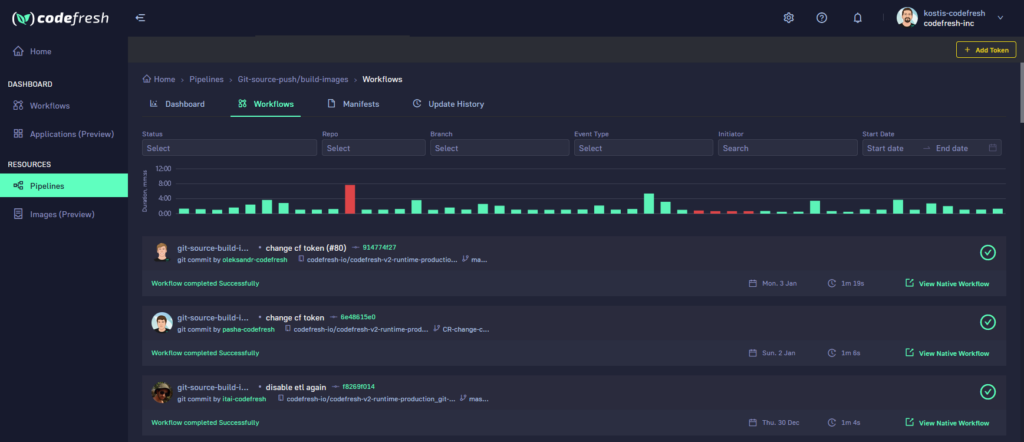 codefresh
kostis-codefresh
codefresh-inc
+ Add Token
Home
DASHBOARD
Workflows
Applications (Preview)
RESOURCES
Pipelines
Images (Preview)
Home > Pipelines > Git-source-push/build-images > Workflows
Dashboard Workflows Manifests Update History
Status Repo Branch Event Type Initiator Start Date
Select Select Select Select Search Start date → End date
Duration, mm:ss
12:00
8:00
4:00
0:00
git-source-build-i... • change cf token (#80) 914774f27
git commit by oleksandr-codefresh codefresh-io/codefresh-v2-runtime-productio... ma...
Workflow completed Successfully Mon. 3 Jan 1m 19s View Native Workflow
git-source-build-i... • change cf token 6e48615e0
git commit by pasha-codefresh codefresh-io/codefresh-v2-runtime-prod... CR-change-c...
Workflow completed Successfully Sun. 2 Jan 1m 6s View Native Workflow
git-source-build-i... • disable etl again f8269f014
git commit by itai-codefresh codefresh-io/codefresh-v2-runtime-production_git-... mas...
Workflow completed Successfully Thu. 30 Dec 1m 4s View Native Workflow